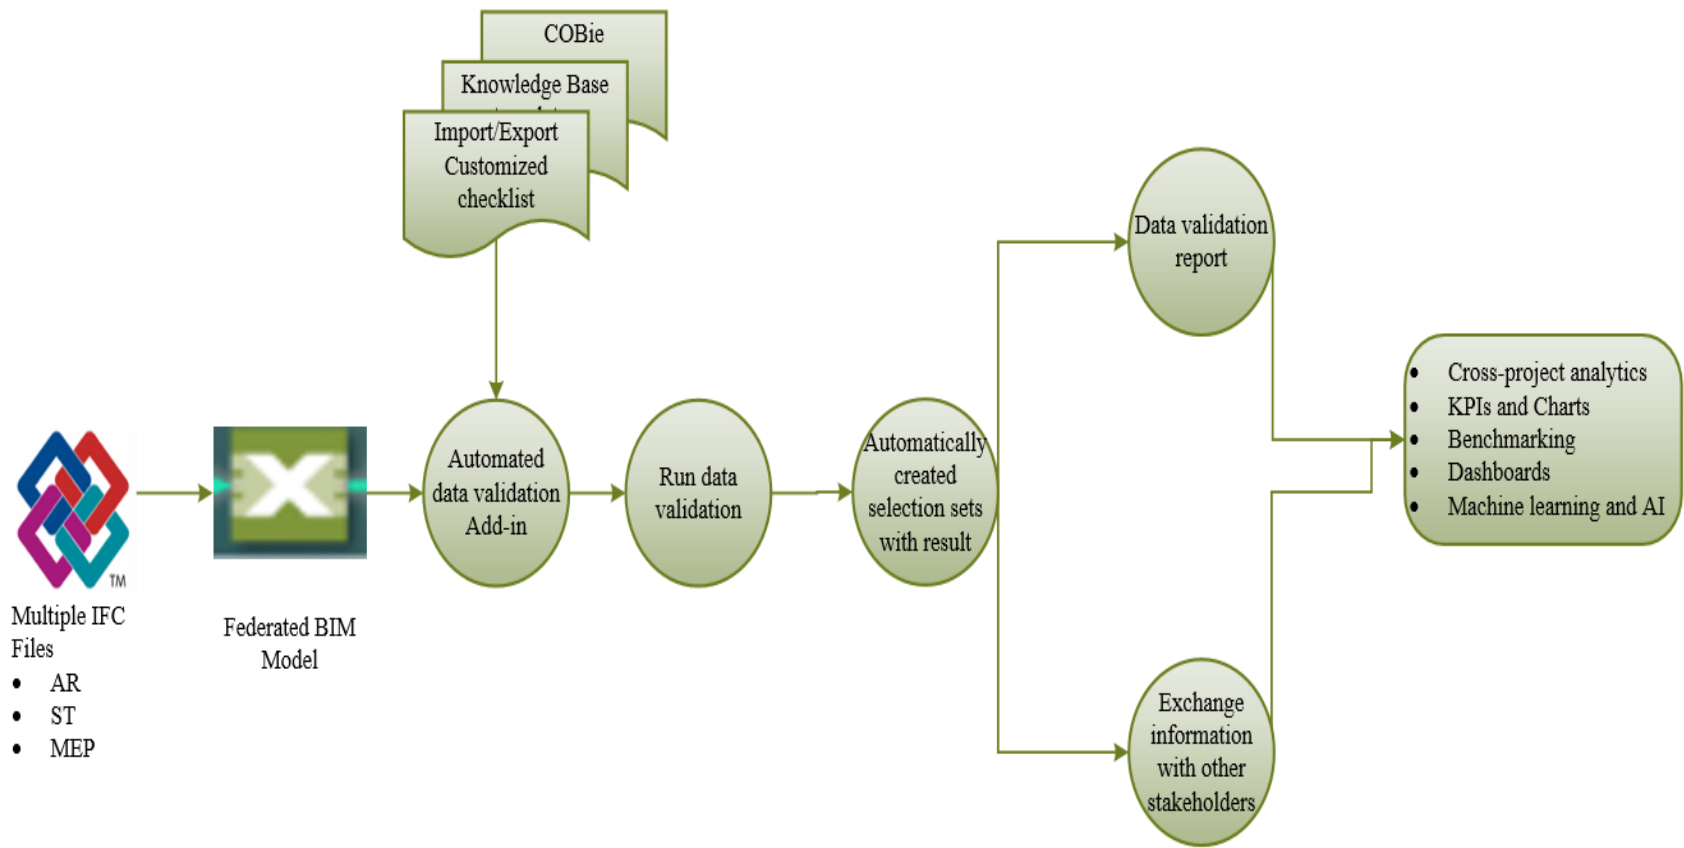 COBie
Knowledge Base
Import/Export
Customized
checklist
Data validation
report
Cross-project analytics
KPIs and Charts
Benchmarking
Dashboards
Machine learning and AI
Automated
data validation
Add-in
Run data
validation
Automatically
created
selection sets
with result
TM
Multiple IFC
Files
AR
ST
MEP
Federated BIM
Model
Exchange
information
with other
stakeholders